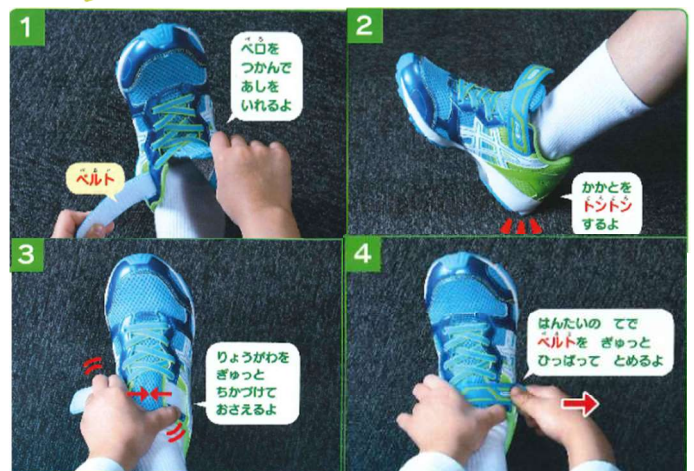 1
ベロを
つかんで
あしを
いれるよ
ベルト
2
かかとを
トントン
するよ
3
りょうがわを
ぎゅっと
ちかづけて
おさえるよ
4
はんたいの てで
ベルトを ぎゅっと
ひっぱって とめるよ